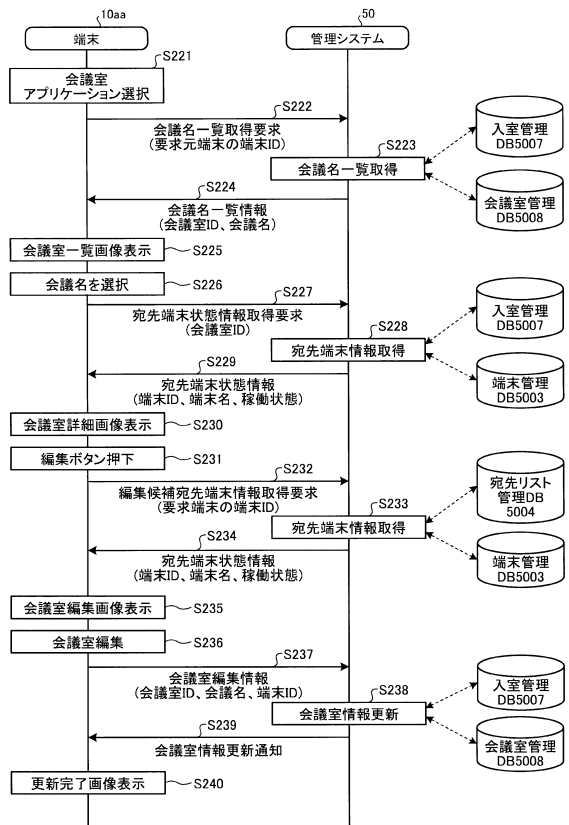 10aa
端末
50
管理システム
S221
会議室
アプリケーション選択
S222
会議名一覧取得要求
(要求元端末の端末ID)
S223
会議名一覧取得
入室管理
DB5007
会議室管理
DB5008
S224
会議名一覧情報
(会議室ID、会議名)
会議室一覧画像表示
S225
会議名を選択
S226
S227
宛先端末状態情報取得要求
(会議室ID)
S228
宛先端末情報取得
入室管理
DB5007
端末管理
DB5003
S229
宛先端末状態情報
(端末ID、端末名、稼働状態)
会議室詳細画像表示
S230
編集ボタン押下
S231
S232
編集候補宛先端末情報取得要求
(要求端末の端末ID)
S233
宛先端末情報取得
宛先リスト
管理DB
5004
端末管理
DB5003
S234
宛先端末状態情報
(端末ID、端末名、稼働状態)
会議室編集画像表示
S235
会議室編集
S236
S237
会議室編集情報
(会議室ID、会議名、端末ID)
S238
会議室情報更新
入室管理
DB5007
会議室管理
DB5008
S239
会議室情報更新通知
更新完了画像表示
S240